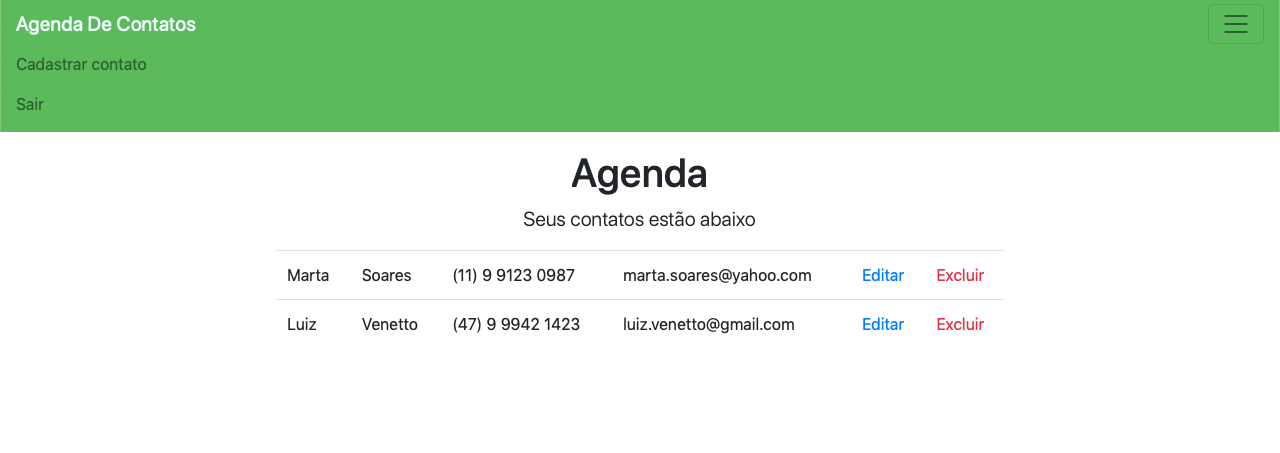 Agenda De Contatos
Cadastrar contato
Sair
Agenda
Seus contatos estão abaixo
Marta Soares (11) 9 9123 0987 marta.soares@yahoo.com Editar Excluir
Luiz Venetto (47) 9 9942 1423 luiz.venetto@gmail.com Editar Excluir